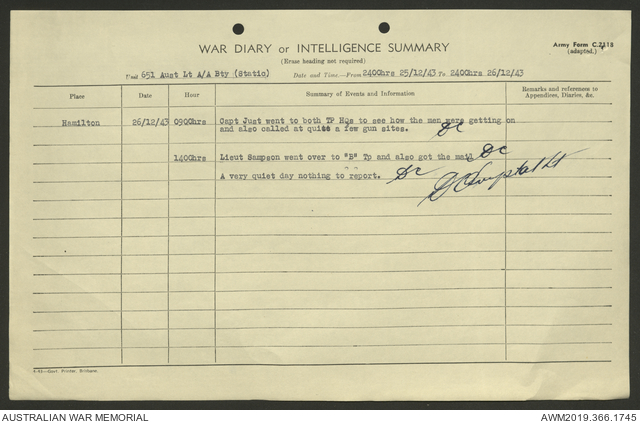 WAR DIARY or INTELLIGENCE SUMMARY
Army Form C.2118
(Erase heading not required)
(adapted.)
Unit 651 Aust Lt A/A Bty (Static) Date and Time.—From 2400hrs 25/12/43 To 2400hrs 26/12/43
Place Date Hour Summary of Events and Information Remarks and references to
Appendices, Diaries, &c.
Hamilton 26/12/43 0900hrs Capt Just went to both TP HQs to see how the men were getting on
and also called at quite a few gun sites.
1400hrs Lieut Sampson went over to "B" Tp and also got the mail
A very quiet day nothing to report.
Govt. Printer, Brisbane.
AUSTRALIAN WAR MEMORIAL
AWM2019.366.1745